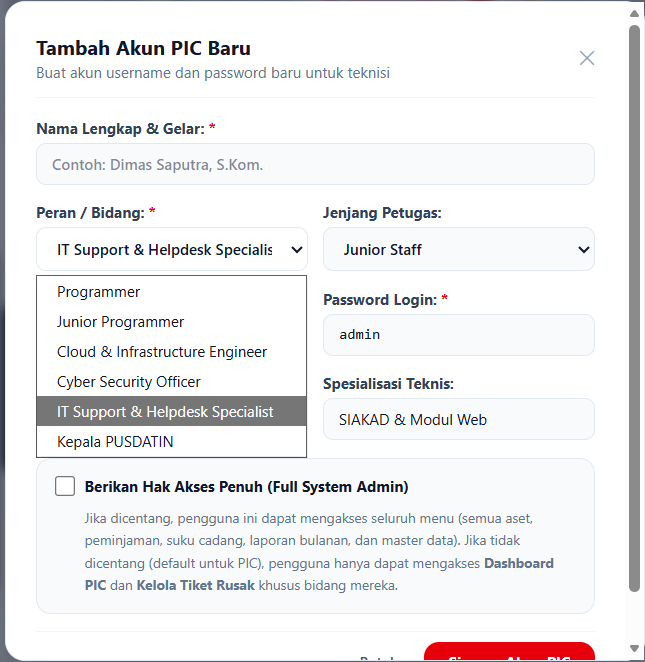 Tambah Akun PIC Baru
Buat akun username dan password baru untuk teknisi
Nama Lengkap & Gelar: *
Contoh: Dimas Saputra, S.Kom.
Peran / Bidang: *
IT Support & Helpdesk Specialis
Programmer
Junior Programmer
Cloud & Infrastructure Engineer
Cyber Security Officer
IT Support & Helpdesk Specialist
Kepala PUSDATIN
Jenjang Petugas:
Junior Staff
Password Login: *
admin
Spesialisasi Teknis:
SIAKAD & Modul Web
Berikan Hak Akses Penuh (Full System Admin)
Jika dicentang, pengguna ini dapat mengakses seluruh menu (semua aset,
peminjaman, suku cadang, laporan bulanan, dan master data). Jika tidak
dicentang (default untuk PIC), pengguna hanya dapat mengakses Dashboard
PIC dan Kelola Tiket Rusak khusus bidang mereka.